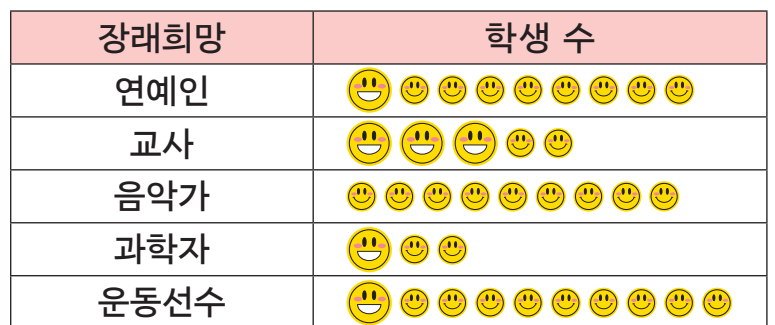 장래희망 학생 수
연예인
교사
음악가
과학자
운동선수